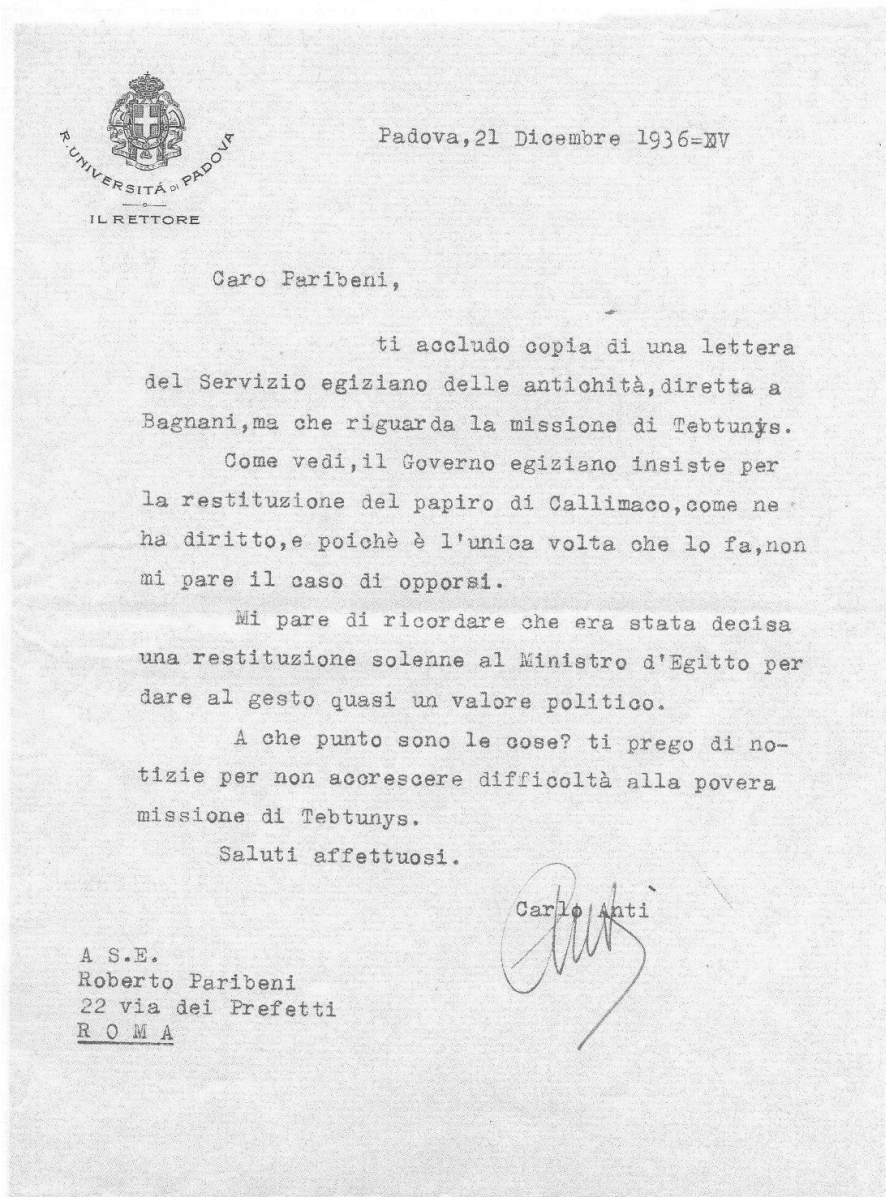 R. UNIVERSITÁ DI PADOVA
IL RETTORE
Padova,21 Dicembre 1936=XV
Caro Paribeni,
ti accludo copia di una lettera
del Servizio egiziano delle antichità,diretta a
Bagnani,ma che riguarda la missione di Tebtunys.
Come vedi,il Governo egiziano insiste per
la restituzione del papiro di Callimaco,come ne
ha diritto,e poichè è l'unica volta che lo fa,non
mi pare il caso di opporsi.
Mi pare di ricordare che era stata decisa
una restituzione solenne al Ministro d'Egitto per
dare al gesto quasi un valore politico.
A che punto sono le cose? ti prego di no-
tizie per non accrescere difficoltà alla povera
missione di Tebtunys.
Saluti affettuosi.
Carlo Anti
A S.E.
Roberto Paribeni
22 via dei Prefetti
R O M A